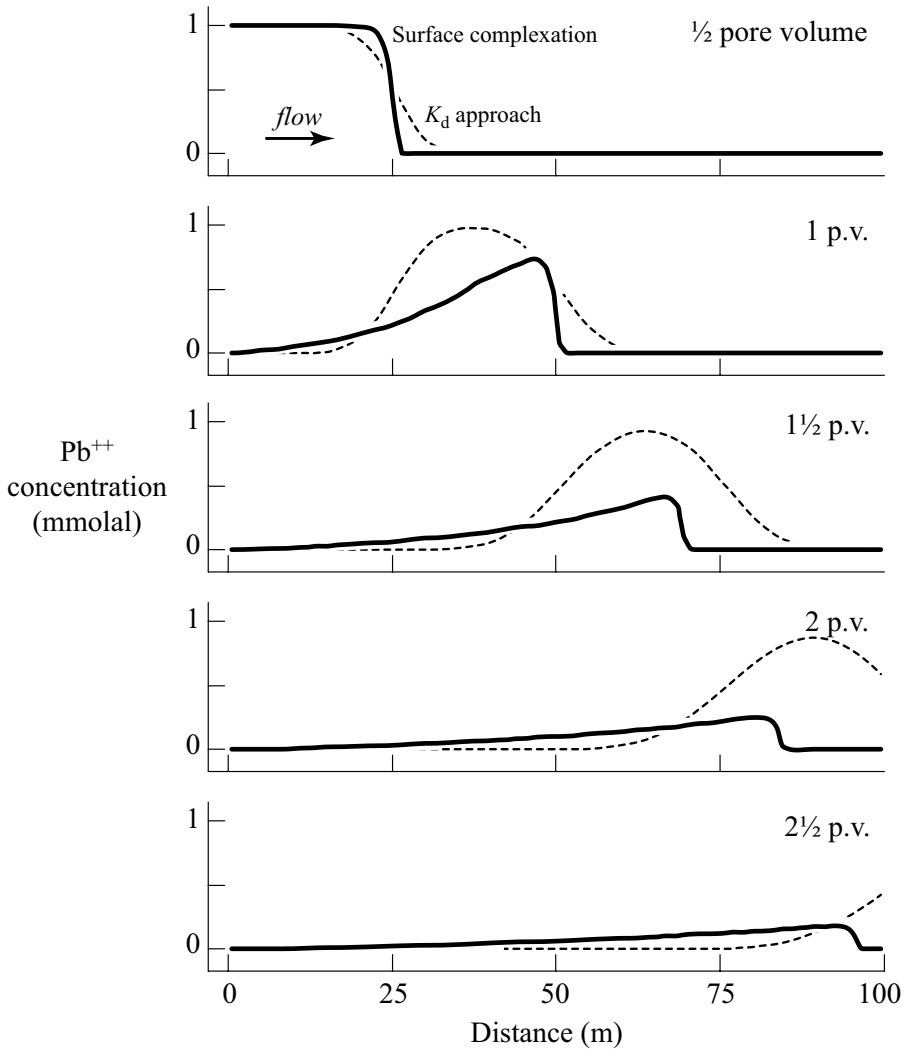 1
Surface complexation
½ pore volume
flow
Kd approach
0
1
1 p.v.
0
1
1½ p.v.
Pb++
concentration
(mmolal)
0
1
2 p.v.
0
1
2½ p.v.
0
0 25 50 75 100
Distance (m)